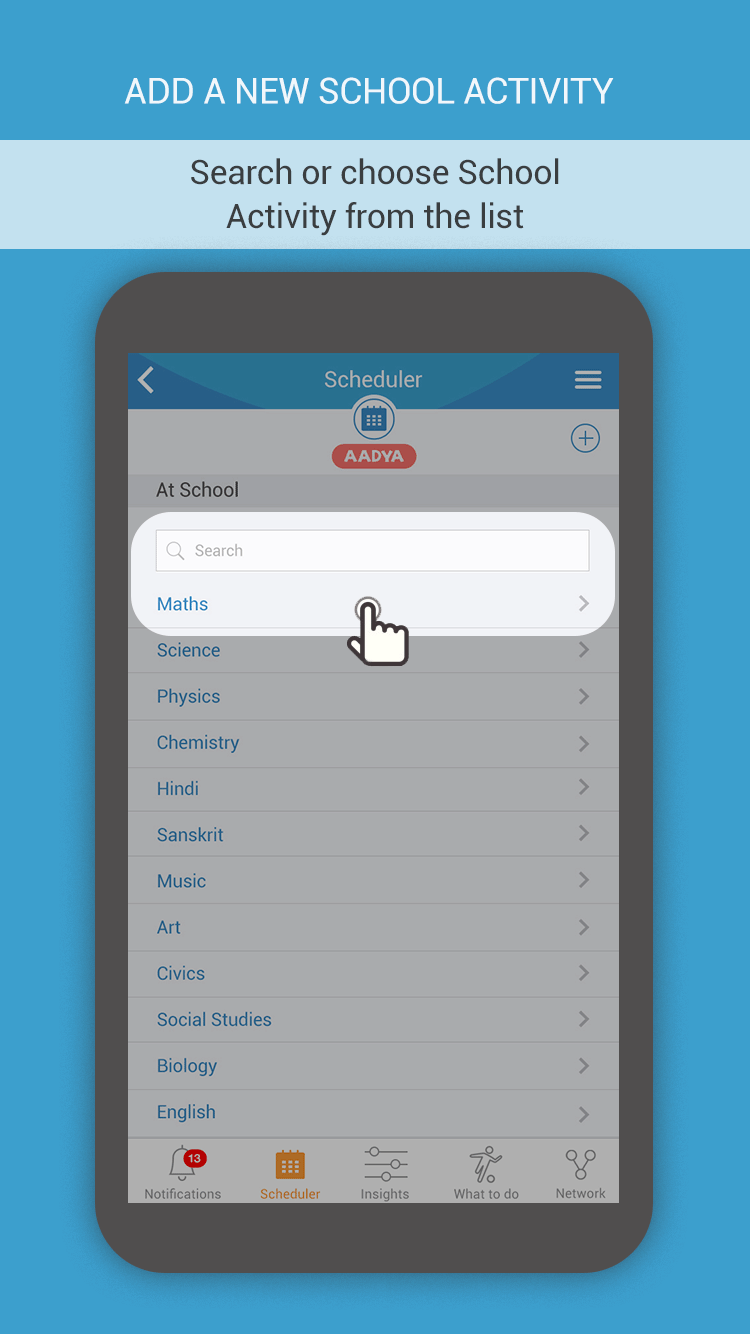 ADD A NEW SCHOOL ACTIVITY
Search or choose School
Activity from the list
Scheduler
AADYA
At School
Search
Maths
Science
Physics
Chemistry
Hindi
Sanskrit
Music
Art
Civics
Social Studies
Biology
English
13
Notifications
Scheduler
Insights
What to do
Network